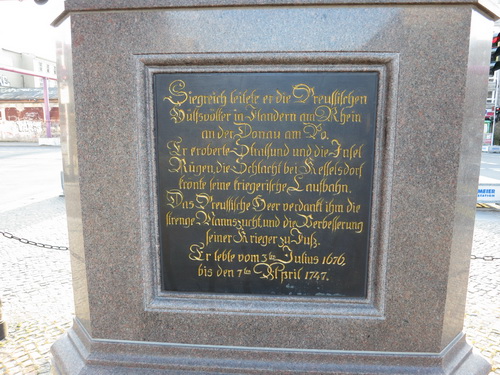 Siegreich leitete er die Preussischen
Hülfsvölker in Flandern am Rhein
an der Donau am Po.
Er eroberte Stralsund und die Insel
Rügen, die Schlacht bei Kesselsdorf
krönte seine kriegerische Laufbahn.
Das Preussische Heer verdankt ihm die
strenge Mannszucht, und die Verbesserung
seiner Krieger zu Fuß.
Er lebte vom 3ten Julius 1676,
bis den 7ten April 1747.